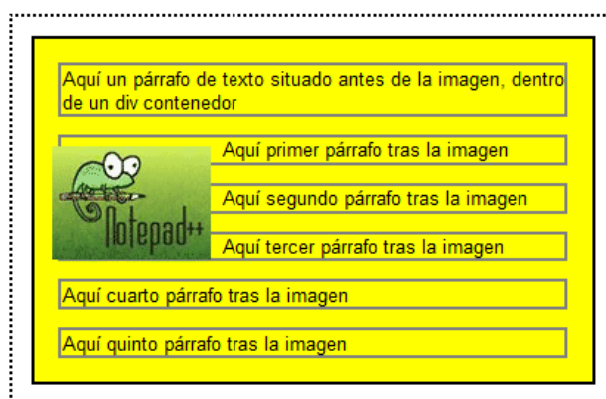 Aquí un párrafo de texto situado antes de la imagen, dentro
de un div contenedor
Aquí primer párrafo tras la imagen
Aquí segundo párrafo tras la imagen
Notepad++
Aquí tercer párrafo tras la imagen
Aquí cuarto párrafo tras la imagen
Aquí quinto párrafo tras la imagen